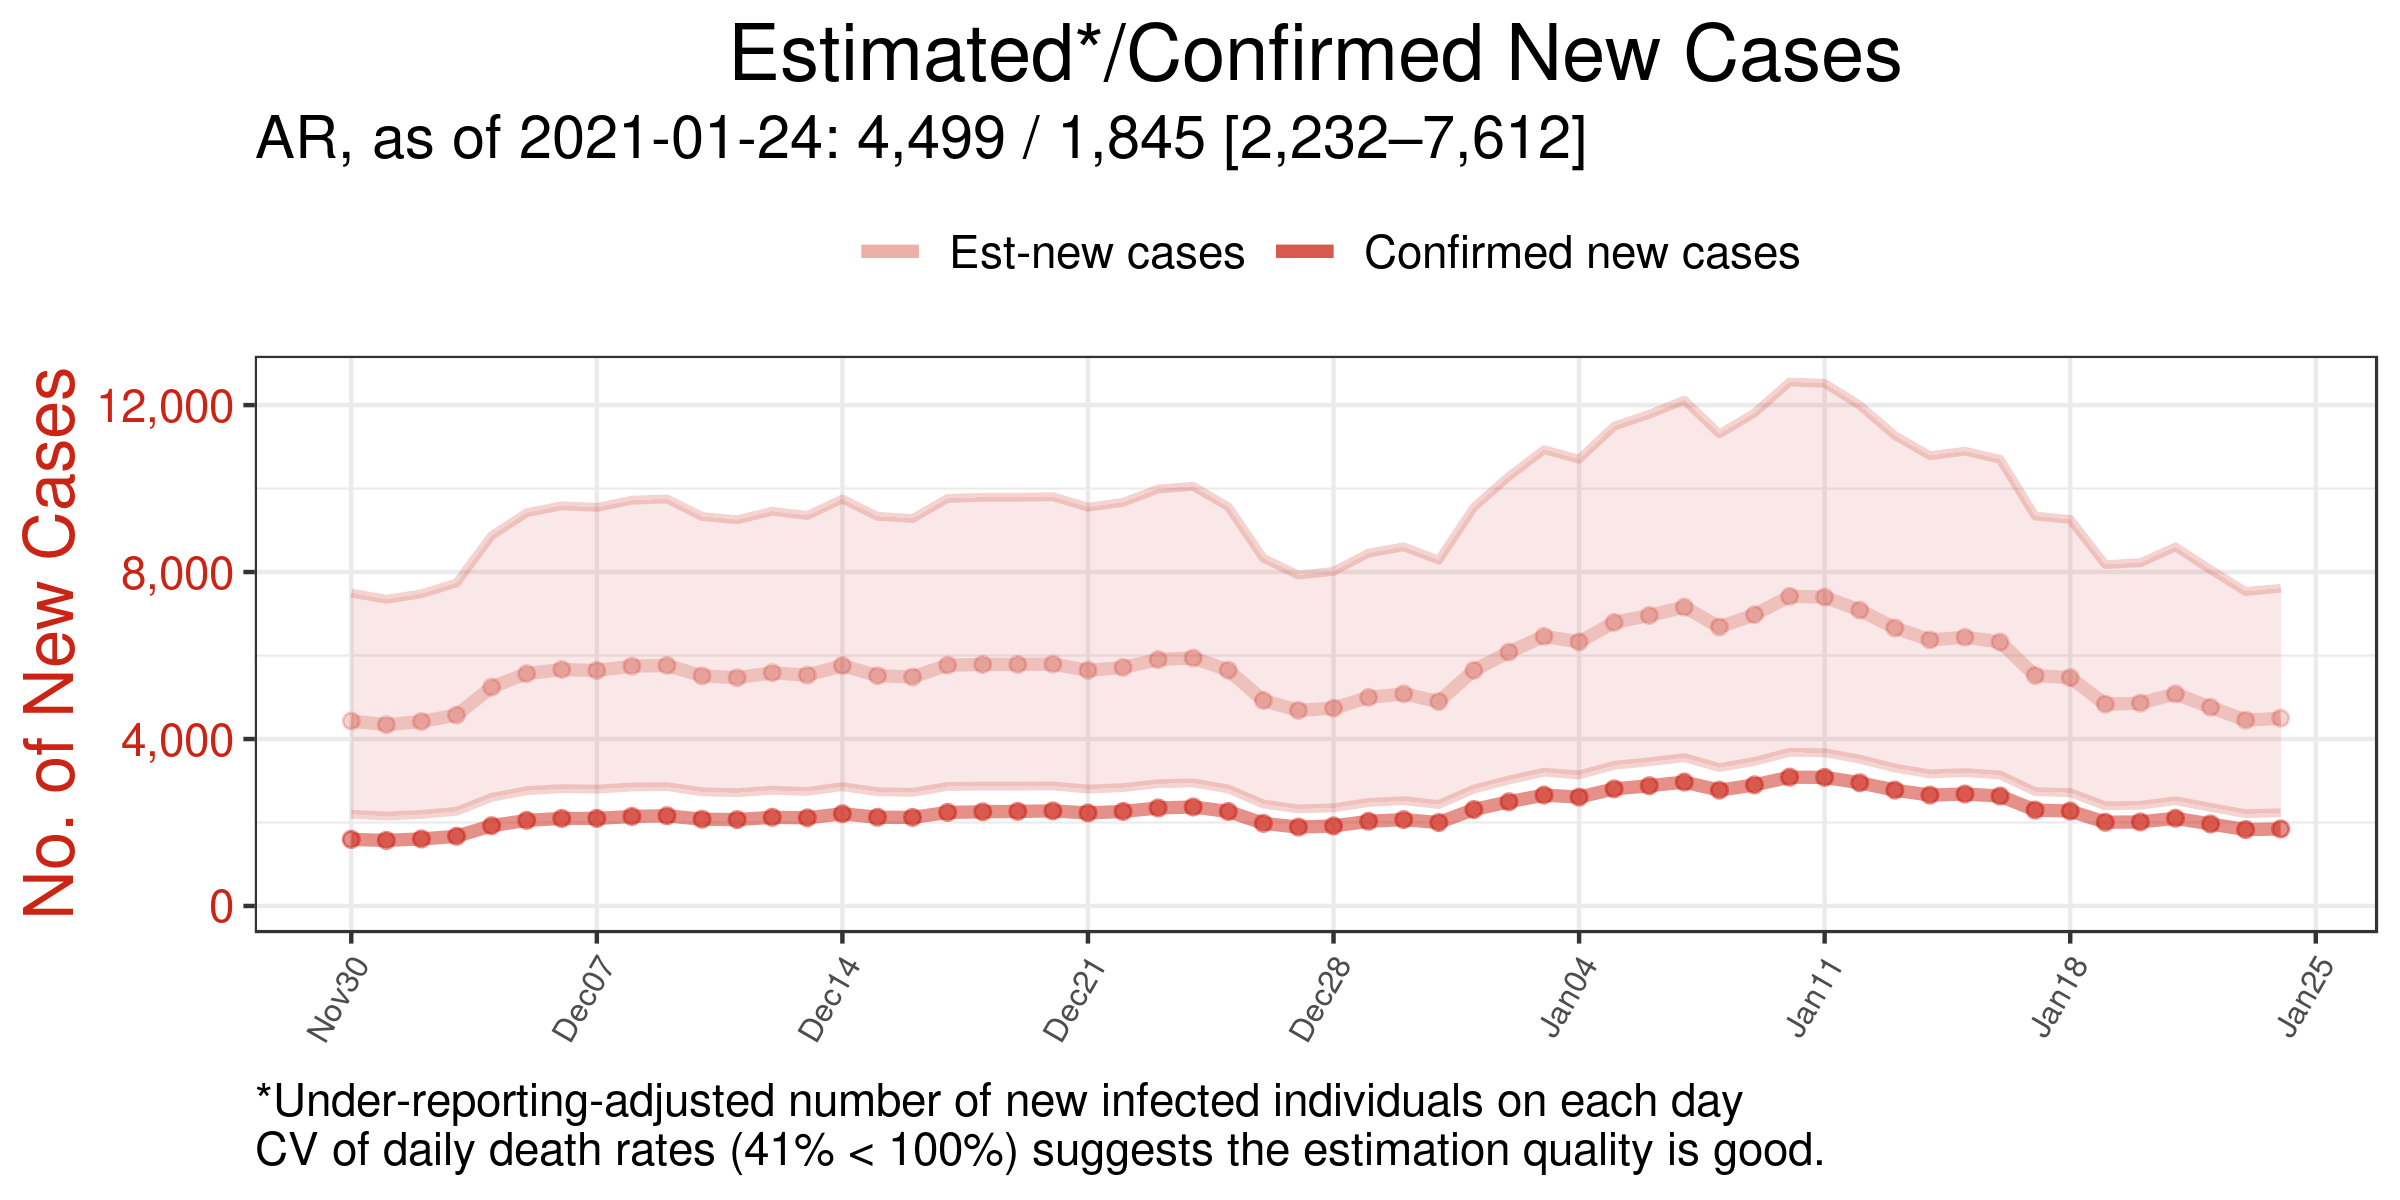 Estimated*/Confirmed New Cases
AR, as of 2021-01-24: 4,499 / 1,845 [2,232–7,612]
Est-new cases
Confirmed new cases
No. of New Cases
12,000
8,000
4,000
0
Nov30
Dec07
Dec14
Dec21
Dec28
Jan04
Jan11
Jan18
Jan25
*Under-reporting-adjusted number of new infected individuals on each day
CV of daily death rates (41% < 100%) suggests the estimation quality is good.